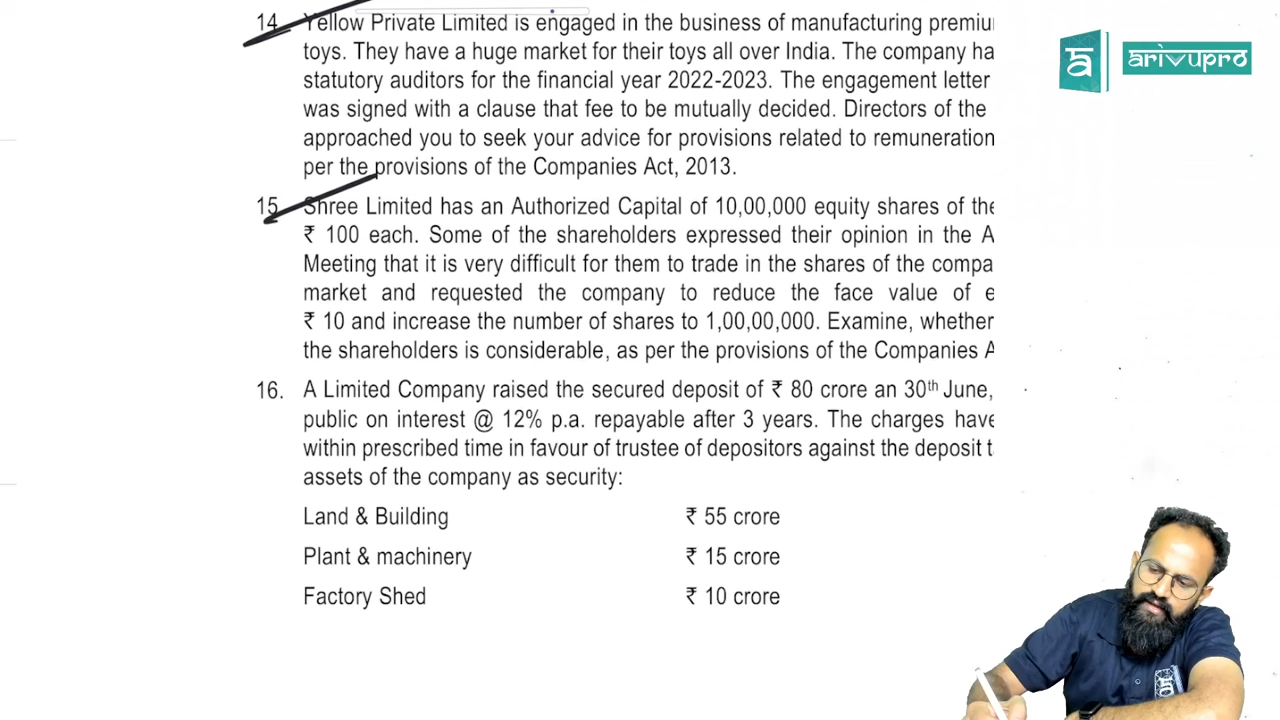 14. Yellow Private Limited is engaged in the business of manufacturing
toys. They have a huge market for their toys all over India. The company
statutory auditors for the financial year 2022-2023. The engagement letter
was signed with a clause that fee to be mutually decided. Directors of the
approached you to seek your advice for provisions related to remuneration
per the provisions of the Companies Act, 2013.
15. Shree Limited has an Authorized Capital of 10,00,000 equity shares of
₹ 100 each. Some of the shareholders expressed their opinion in the
Meeting that it is very difficult for them to trade in the shares of the
market and requested the company to reduce the face value of
₹ 10 and increase the number of shares to 1,00,00,000. Examine, whether
the shareholders is considerable, as per the provisions of the Companies
16. A Limited Company raised the secured deposit of ₹ 80 crore an 30th June,
public on interest @ 12% p.a. repayable after 3 years. The charges have
within prescribed time in favour of trustee of depositors against the deposit
assets of the company as security:
Land & Building ₹ 55 crore
Plant & machinery ₹ 15 crore
Factory Shed ₹ 10 crore
arivupro